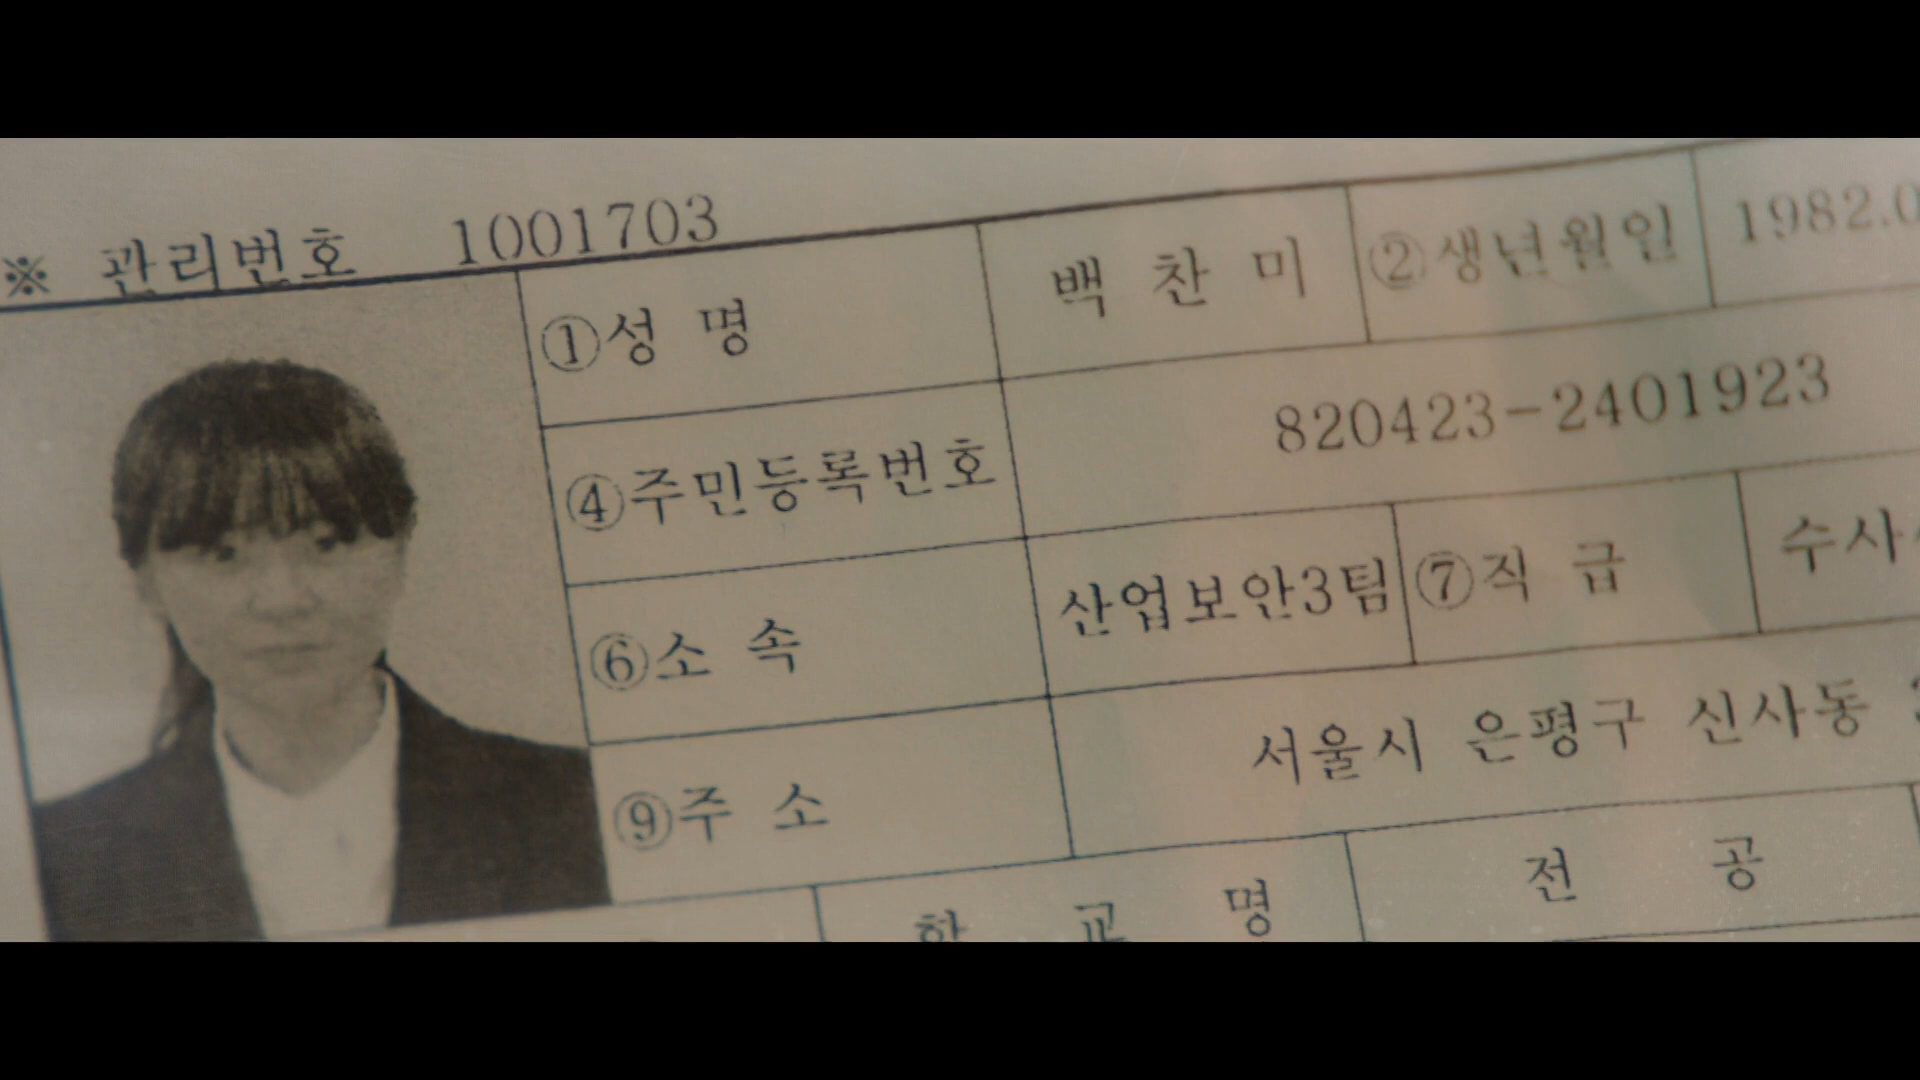 ※ 관리번호 1001703
①성 명 백 찬 미 ②생년월일 1982.0
④주민등록번호 820423-2401923
⑥소 속 산업보안3팀 ⑦직 급 수사
⑨주 소 서울시 은평구 신사동
학 교 명 전 공